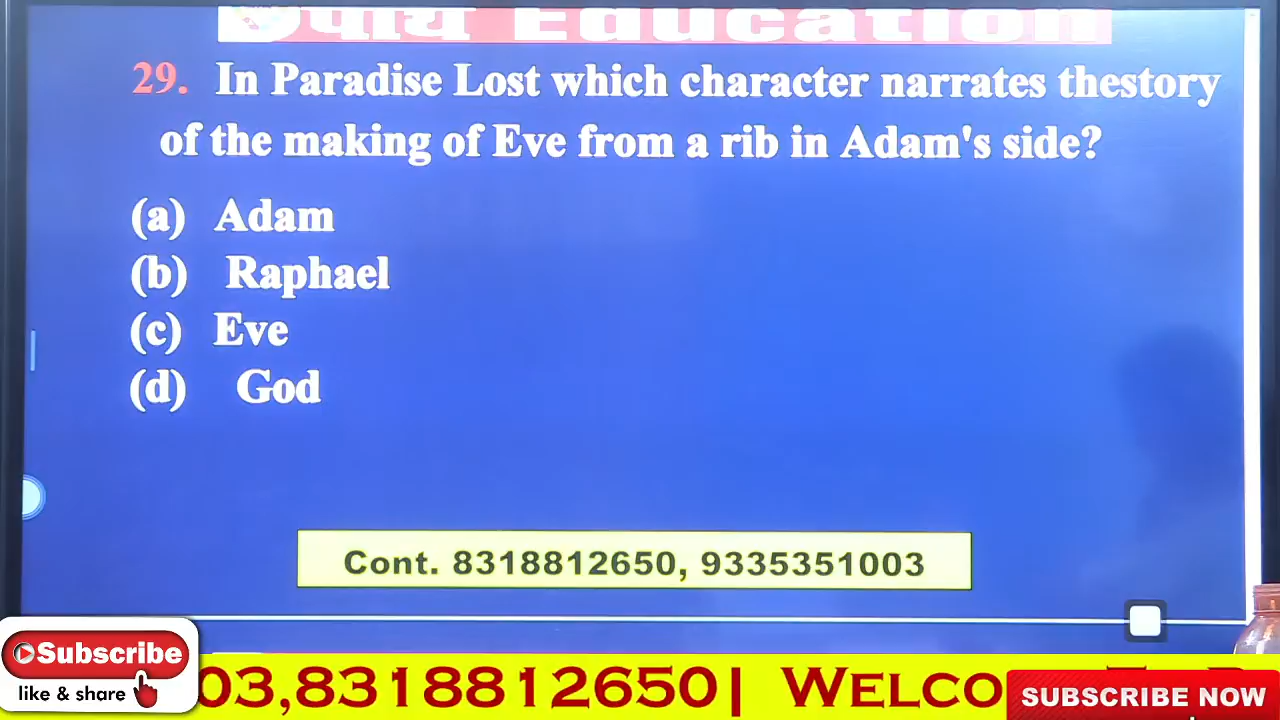 Education
29. In Paradise Lost which character narrates thestory
of the making of Eve from a rib in Adam's side?
(a) Adam
(b) Raphael
(c) Eve
(d) God
Cont. 8318812650, 9335351003
Subscribe
like & share
03,8318812650| WELCO
SUBSCRIBE NOW